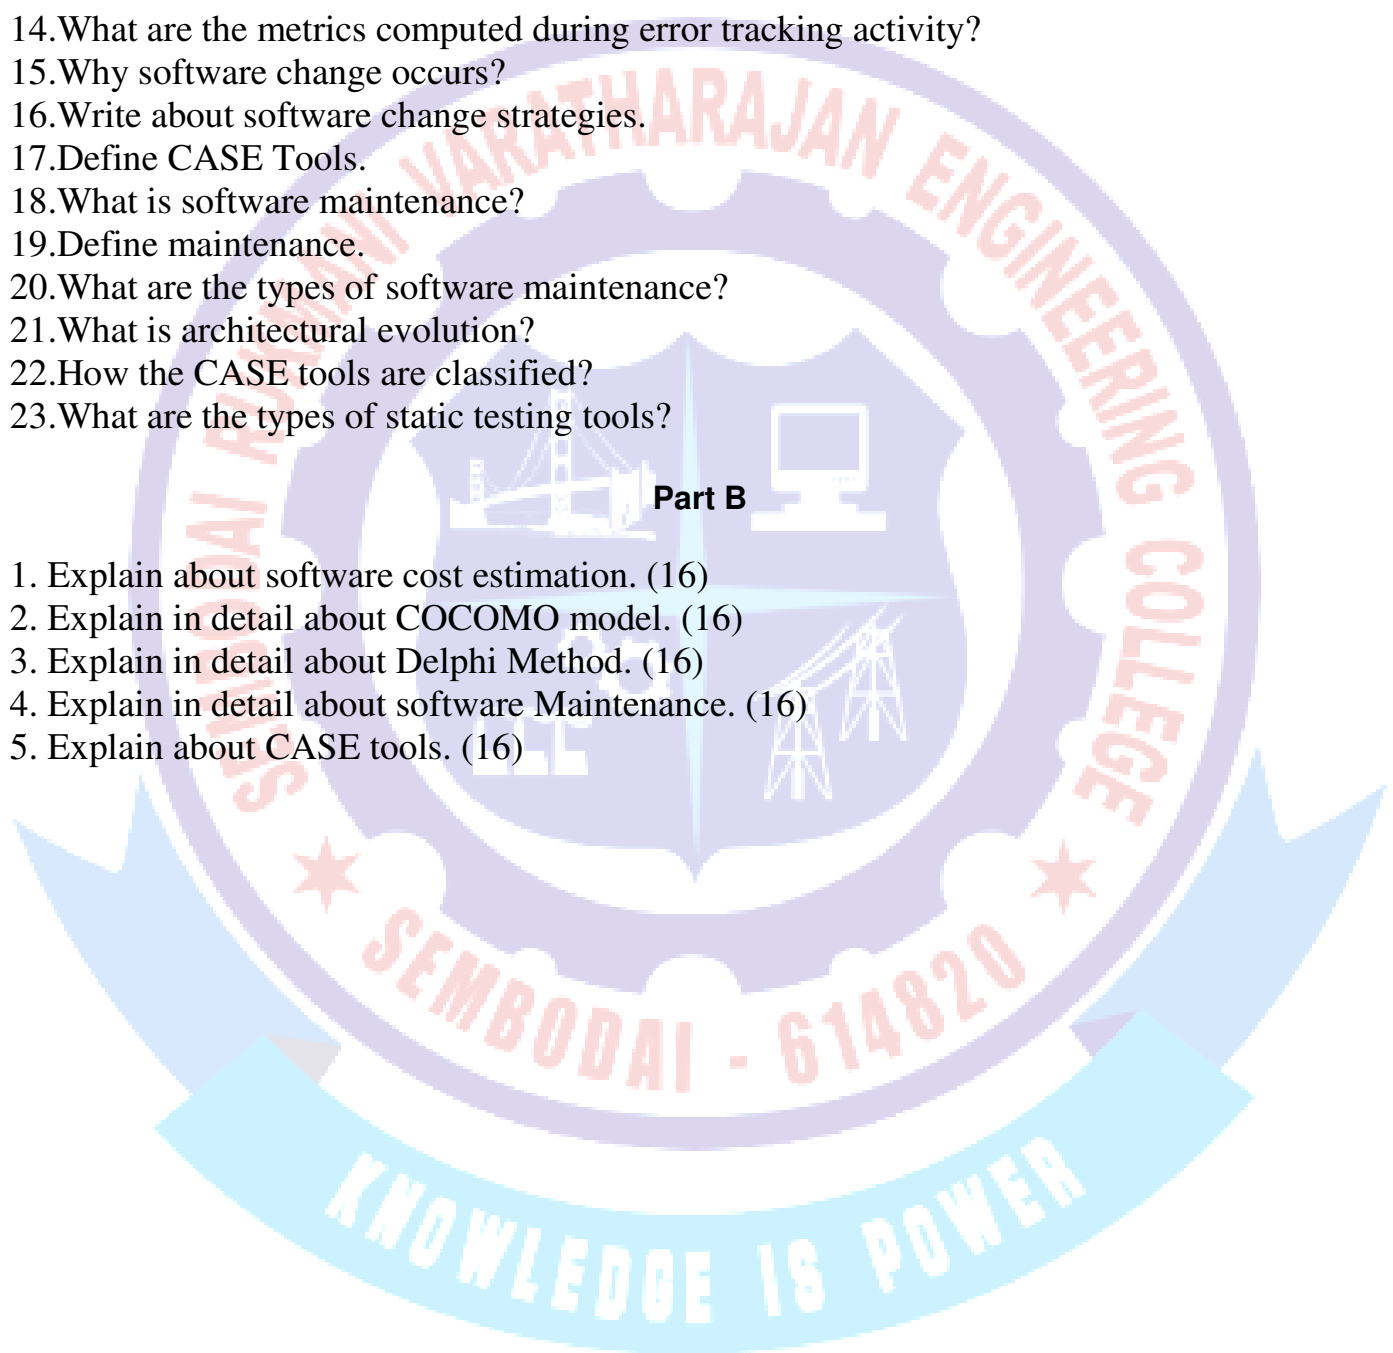 14.What are the metrics computed during error tracking activity?
15.Why software change occurs?
16.Write about software change strategies.
17.Define CASE Tools.
18.What is software maintenance?
19.Define maintenance.
20.What are the types of software maintenance?
21.What is architectural evolution?
22.How the CASE tools are classified?
23.What are the types of static testing tools?
Part B
1. Explain about software cost estimation. (16)
2. Explain in detail about COCOMO model. (16)
3. Explain in detail about Delphi Method. (16)
4. Explain in detail about software Maintenance. (16)
5. Explain about CASE tools. (16)
SEMBODAI RUKMANI VARATHARAJAN ENGINEERING COLLEGE
SEMBODAI - 614820
KNOWLEDGE IS POWER